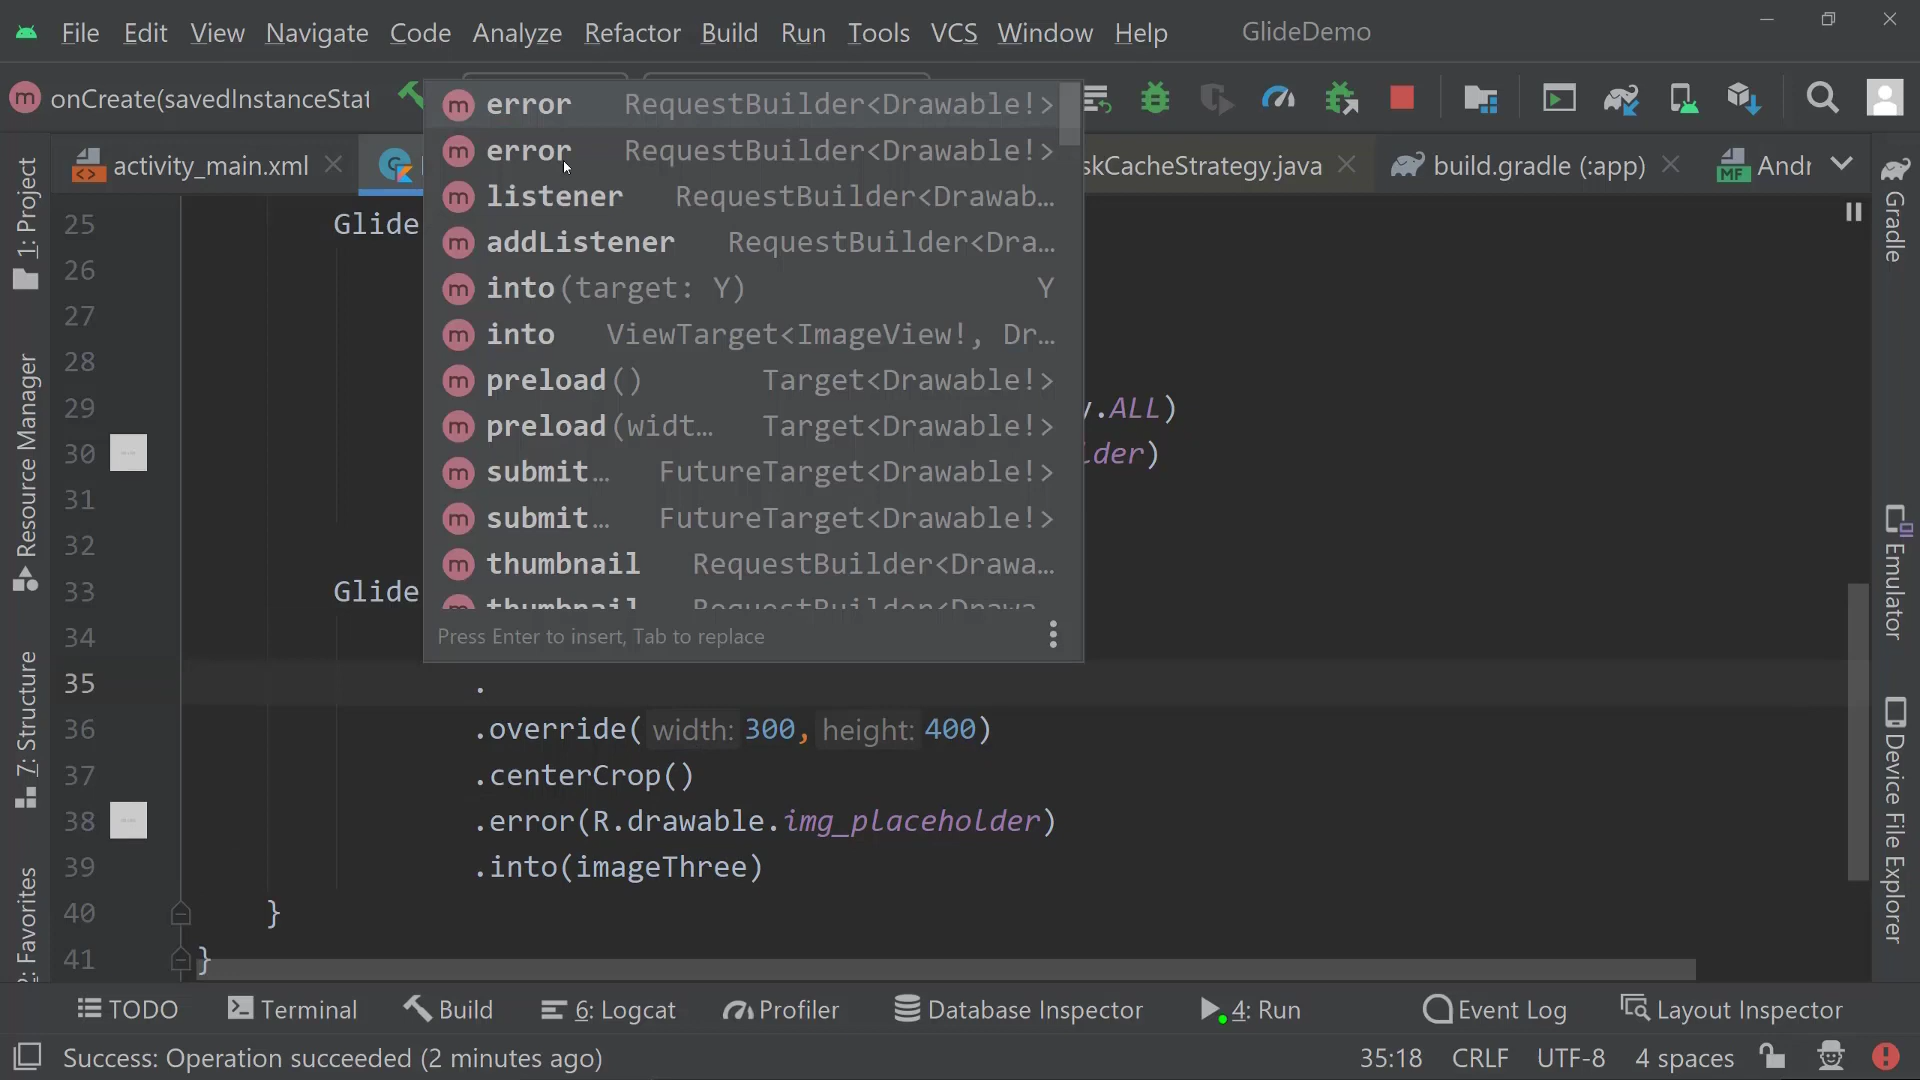 File Edit View Navigate Code Analyze Refactor Build Run Tools VCS Window Help GlideDemo
onCreate(savedInstanceStat
activity_main.xml
skCacheStrategy.java
build.gradle (:app)
Andr
1: Project
Resource Manager
7: Structure
2: Favorites
Gradle
Emulator
Device File Explorer
error RequestBuilder<Drawable!>
error RequestBuilder<Drawable!>
listener RequestBuilder<Drawab…
addListener RequestBuilder<Dra…
into(target: Y) Y
into ViewTarget<ImageView!, Dr…
preload() Target<Drawable!>
preload(widt… Target<Drawable!>
submit… FutureTarget<Drawable!>
submit… FutureTarget<Drawable!>
thumbnail RequestBuilder<Drawa…
thumbnail RequestBuilder<Drawa
Press Enter to insert, Tab to replace
25 Glide
26
27
28
29 .ALL)
30 lder)
31
32
33 Glide
34
35 .
36 .override( width: 300, height: 400)
37 .centerCrop()
38 .error(R.drawable.img_placeholder)
39 .into(imageThree)
40 }
41 }
TODO Terminal Build 6: Logcat Profiler Database Inspector 4: Run Event Log Layout Inspector
Success: Operation succeeded (2 minutes ago) 35:18 CRLF UTF-8 4 spaces